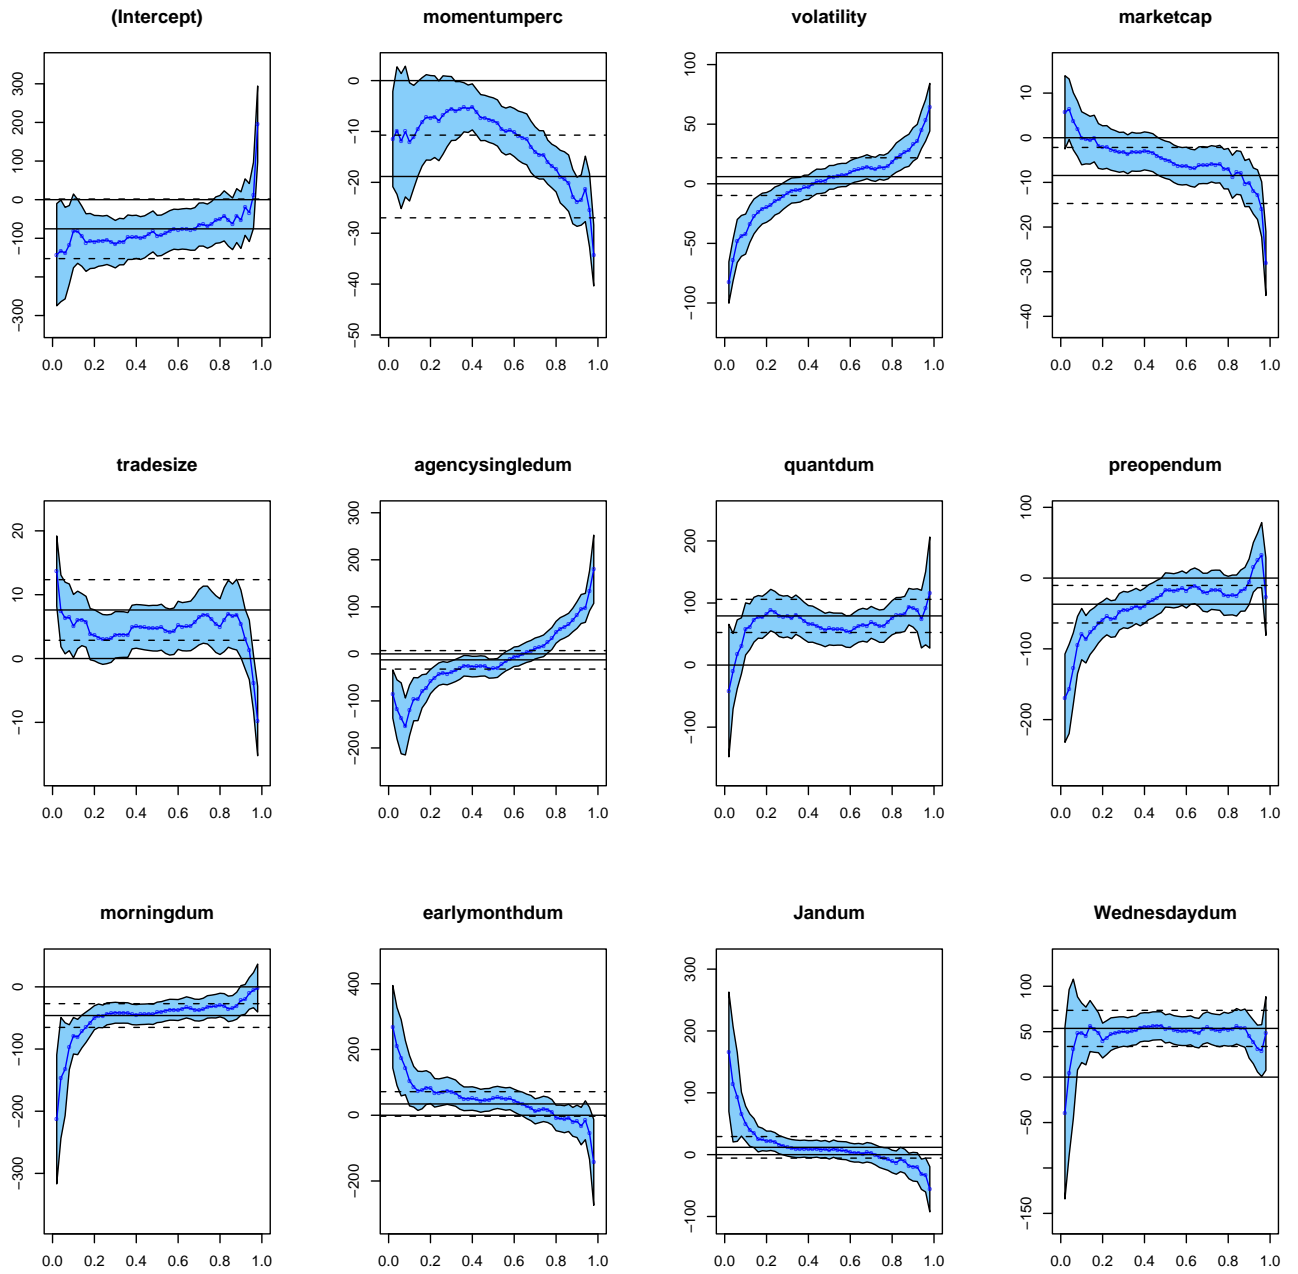 (Intercept) momentumperc volatility marketcap
300 200 100 0 −100 −300
0 −10 −20 −30 −40 −50
100 50 0 −50 −100
10 0 −10 −20 −30 −40
0.0 0.2 0.4 0.6 0.8 1.0 0.0 0.2 0.4 0.6 0.8 1.0 0.0 0.2 0.4 0.6 0.8 1.0 0.0 0.2 0.4 0.6 0.8 1.0
tradesize agencysingledum quantdum preopendum
20 10 0 −10
300 200 100 0 −100 −200
200 100 0 −100
100 0 −100 −200
0.0 0.2 0.4 0.6 0.8 1.0 0.0 0.2 0.4 0.6 0.8 1.0 0.0 0.2 0.4 0.6 0.8 1.0 0.0 0.2 0.4 0.6 0.8 1.0
morningdum earlymonthdum Jandum Wednesdaydum
0 −100 −200 −300
400 200 0 −200
300 200 100 0 −100
100 50 0 −50 −150
0.0 0.2 0.4 0.6 0.8 1.0 0.0 0.2 0.4 0.6 0.8 1.0 0.0 0.2 0.4 0.6 0.8 1.0 0.0 0.2 0.4 0.6 0.8 1.0